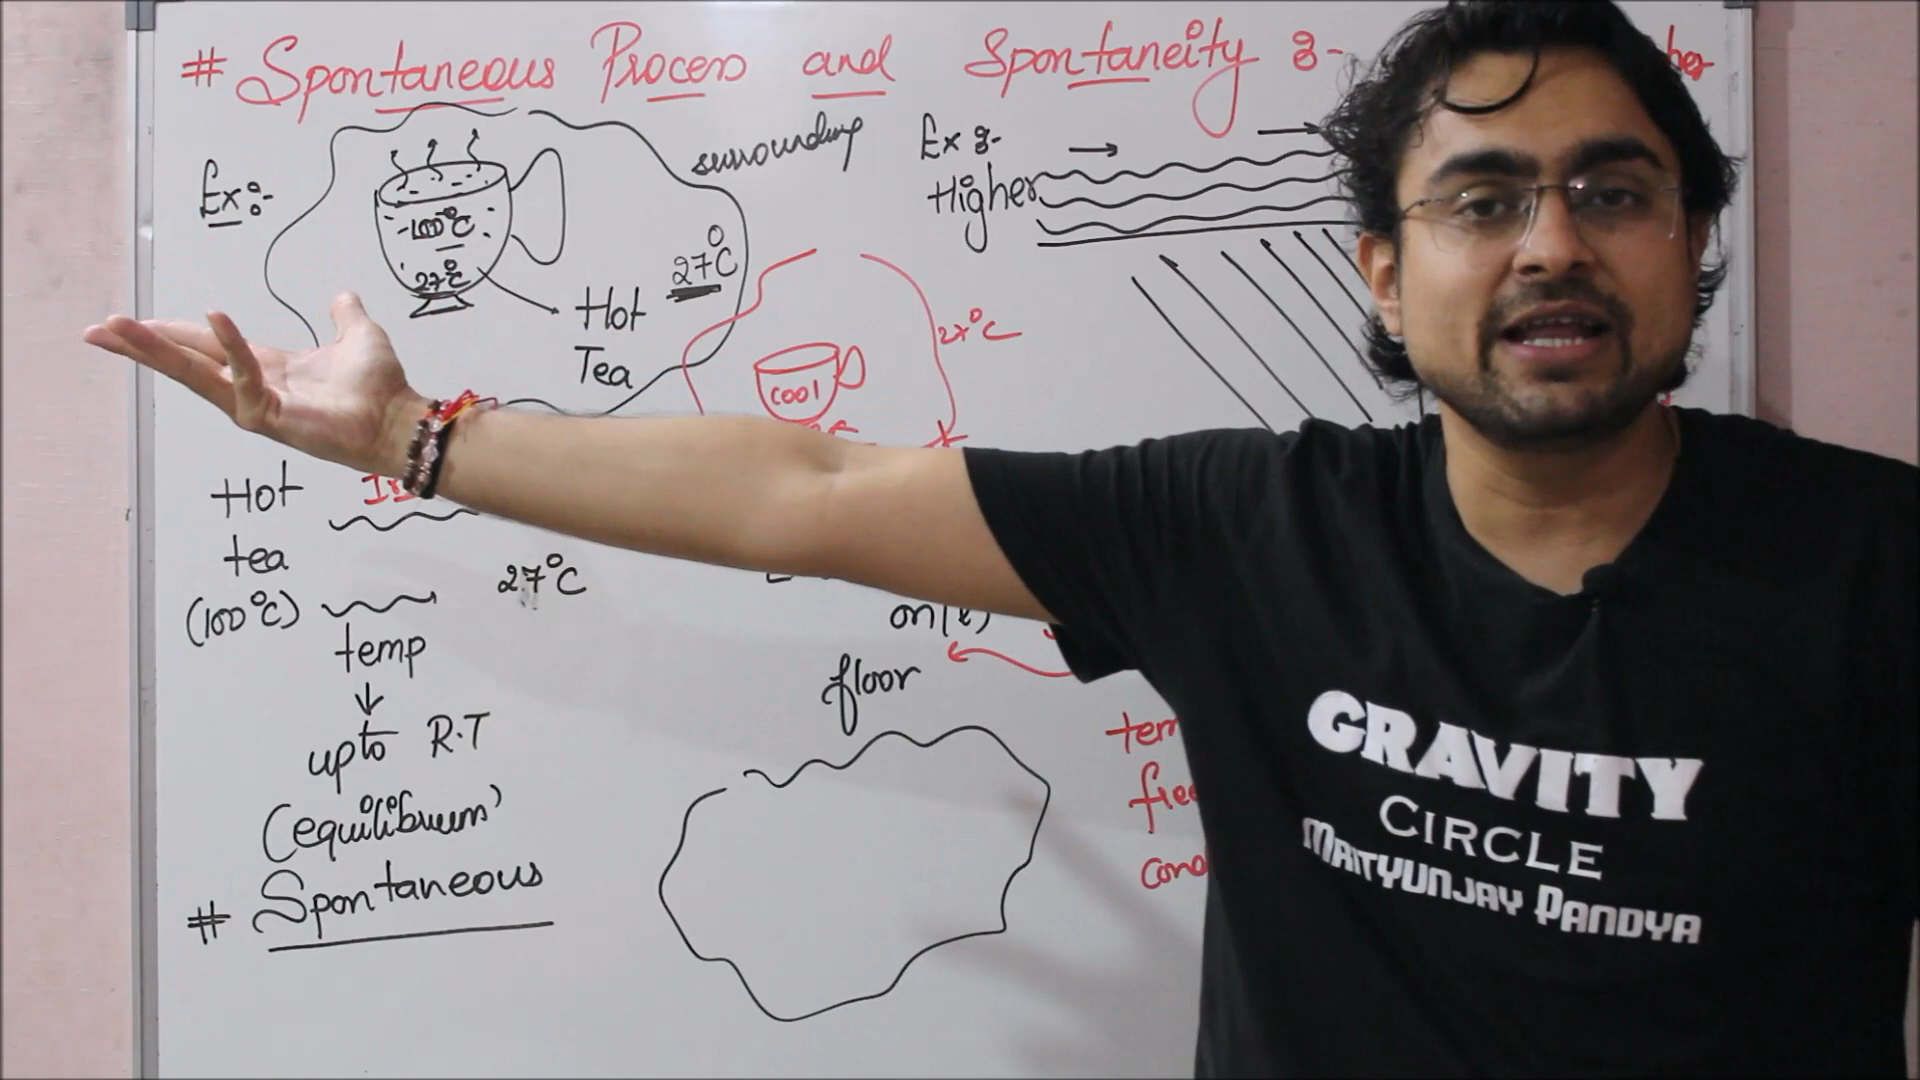 # Spontaneous Process and Spontaneity :-
Ex :-
100°C
27°C
surrounding
27°C
Hot
Tea
Ex :-
Higher
27°C
cool
Hot
tea
(100°C)
27°C
temp
↓
upto R.T
(equilibrium)
# Spontaneous
floor
GRAVITY
CIRCLE
MRITYUNJAY PANDYA